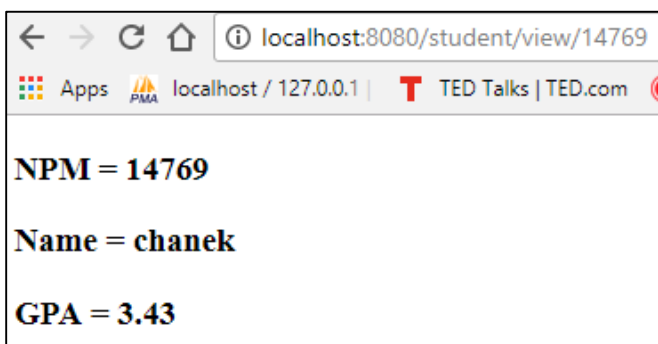 localhost:8080/student/view/14769
Apps PMA localhost / 127.0.0.1 | T TED Talks | TED.com
NPM = 14769
Name = chanek
GPA = 3.43